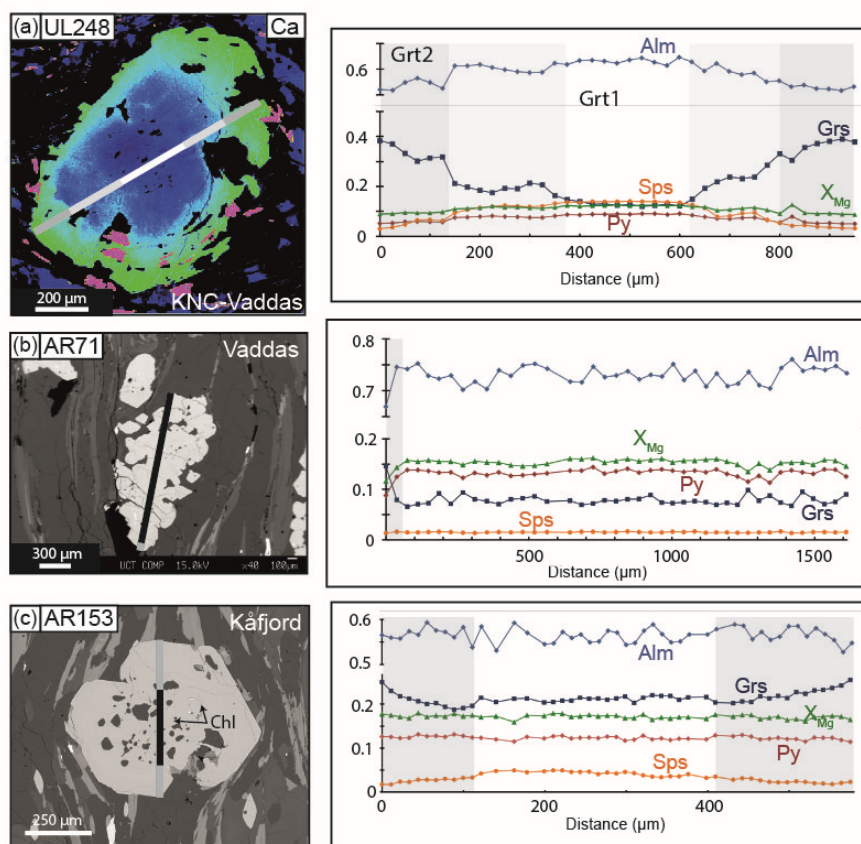 (a) UL248 Ca
200 µm
KNC-Vaddas
Grt2
Alm
Grt1
Grs
Sps
XMg
Py
0.6
0.4
0.2
0
0 200 400 600 800
Distance (µm)
(b) AR71 Vaddas
300 µm
UCT COMP 15.0kV ×40 100µm
0.8
Alm
0.7
0.2
XMg
Py
0.1
Grs
Sps
0
500 1000 1500
Distance (µm)
(c) AR153 Kåfjord
Chl
250 µm
0.6
Alm
0.5
Grs
0.2
XMg
0.1
Py
Sps
0
0 200 400
Distance (µm)